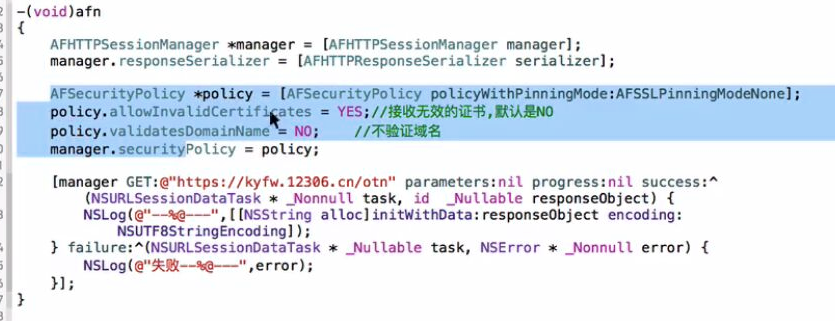 -(void)afn
{
AFHTTPSessionManager *manager = [AFHTTPSessionManager manager];
manager.responseSerializer = [AFHTTPResponseSerializer serializer];
AFSecurityPolicy *policy = [AFSecurityPolicy policyWithPinningMode:AFSSLPinningModeNone];
policy.allowInvalidCertificates = YES;//接收无效的证书,默认是NO
policy.validatesDomainName = NO; //不验证域名
manager.securityPolicy = policy;
[manager GET:@"https://kyfw.12306.cn/otn" parameters:nil progress:nil success:^
(NSURLSessionDataTask * _Nonnull task, id _Nullable responseObject) {
NSLog(@"--%@---",[[NSString alloc]initWithData:responseObject encoding:
NSUTF8StringEncoding]);
} failure:^(NSURLSessionDataTask * _Nullable task, NSError * _Nonnull error) {
NSLog(@"失败--%@---",error);
}];
}